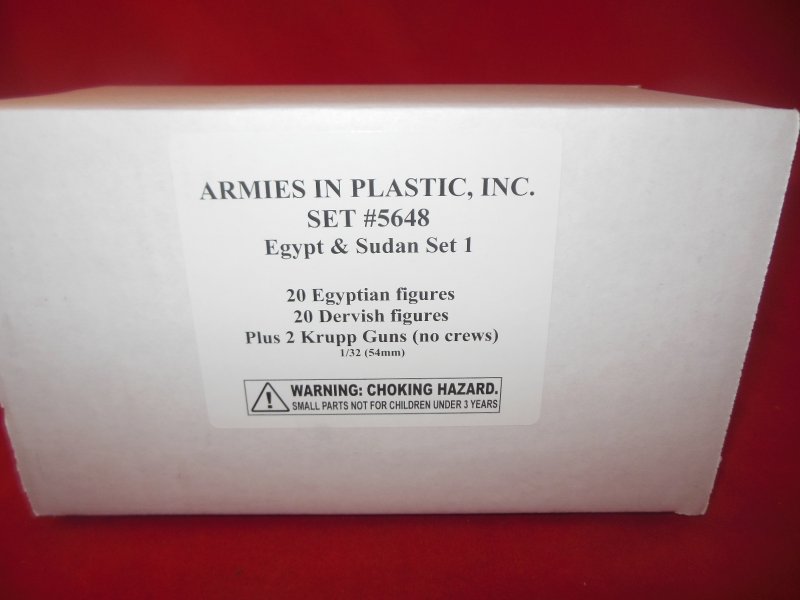 ARMIES IN PLASTIC, INC.
SET #5648
Egypt & Sudan Set 1
20 Egyptian figures
20 Dervish figures
Plus 2 Krupp Guns (no crews)
1/32 (54mm)
WARNING: CHOKING HAZARD.
SMALL PARTS NOT FOR CHILDREN UNDER 3 YEARS